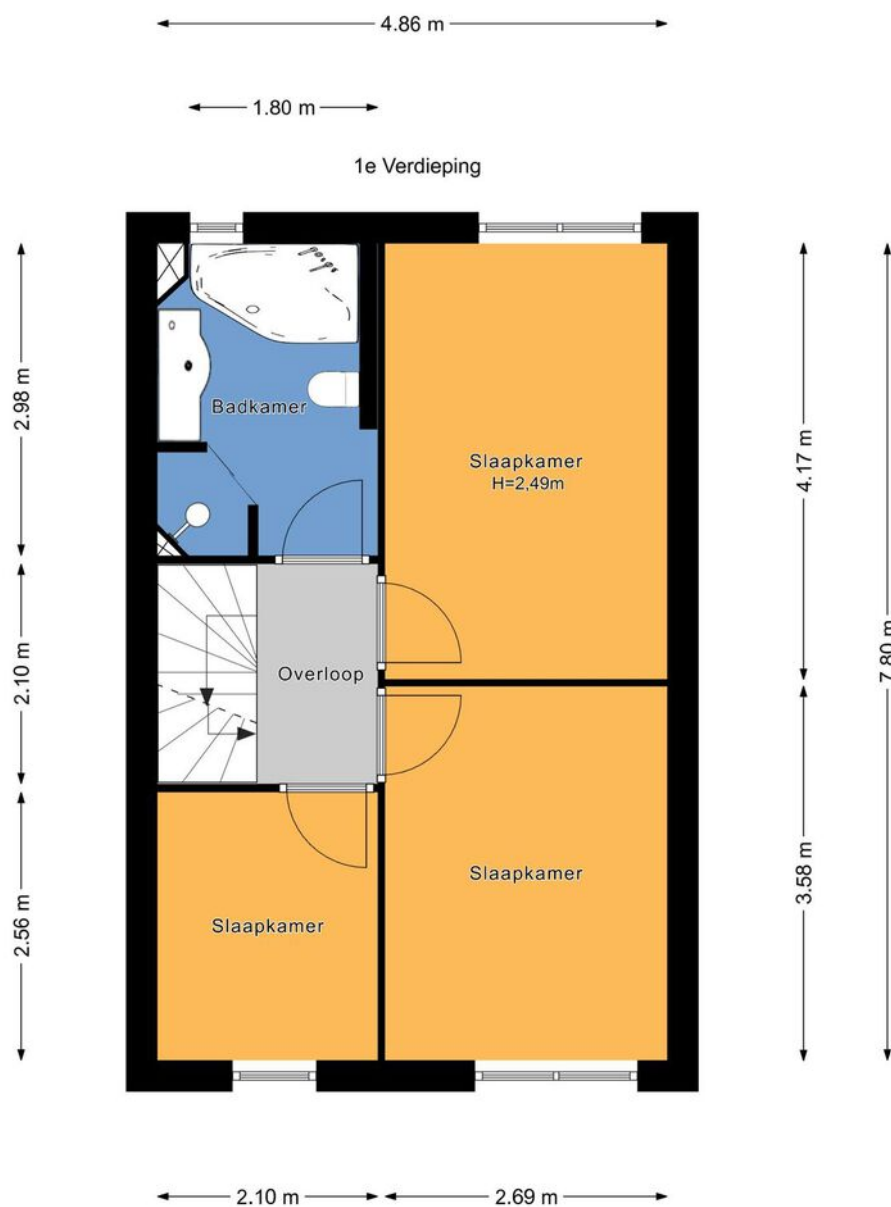 4.86 m
1.80 m
1e Verdieping
2.98 m
Badkamer
Slaapkamer
H=2,49m
4.17 m
7.80 m
2.10 m
Overloop
Slaapkamer
3.58 m
2.56 m
Slaapkamer
2.10 m
2.69 m